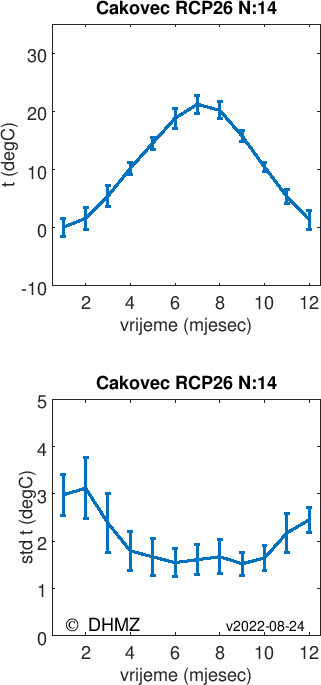 Cakovec RCP26 N:14
30
20
10
0
-10
t (degC)
2 4 6 8 10 12
vrijeme (mjesec)
Cakovec RCP26 N:14
5
4
3
2
1
0
std t (degC)
© DHMZ v2022-08-24
2 4 6 8 10 12
vrijeme (mjesec)